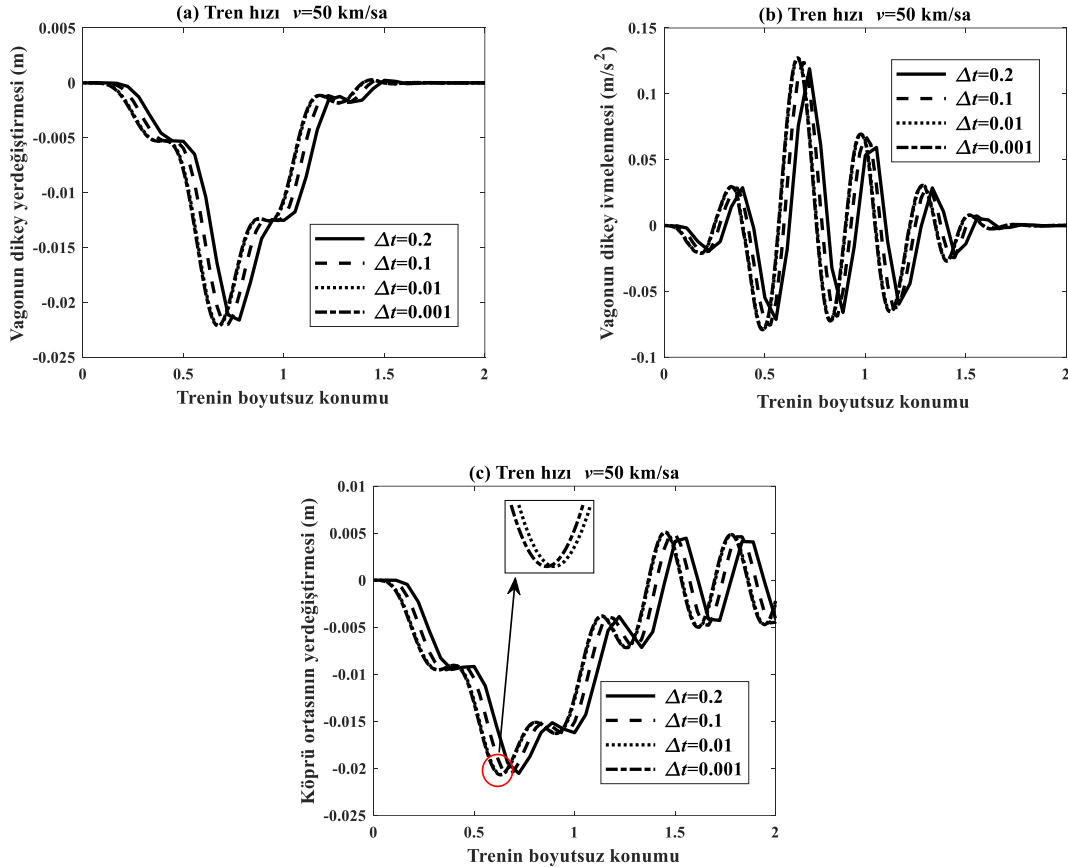 (a) Tren hızı v=50 km/sa
Vagonun dikey yerdeğiştirmesi (m)
0.005
0
-0.005
-0.01
-0.015
-0.02
-0.025
0 0.5 1 1.5 2
Trenin boyutsuz konumu
Δt=0.2
Δt=0.1
Δt=0.01
Δt=0.001
(b) Tren hızı v=50 km/sa
Vagonun dikey ivmelenmesi (m/s²)
0.15
0.1
0.05
0
-0.05
-0.1
0 0.5 1 1.5 2
Trenin boyutsuz konumu
Δt=0.2
Δt=0.1
Δt=0.01
Δt=0.001
(c) Tren hızı v=50 km/sa
Köprü ortasının yerdeğiştirmesi (m)
0.01
0.005
0
-0.005
-0.01
-0.015
-0.02
-0.025
0 0.5 1 1.5 2
Trenin boyutsuz konumu
Δt=0.2
Δt=0.1
Δt=0.01
Δt=0.001